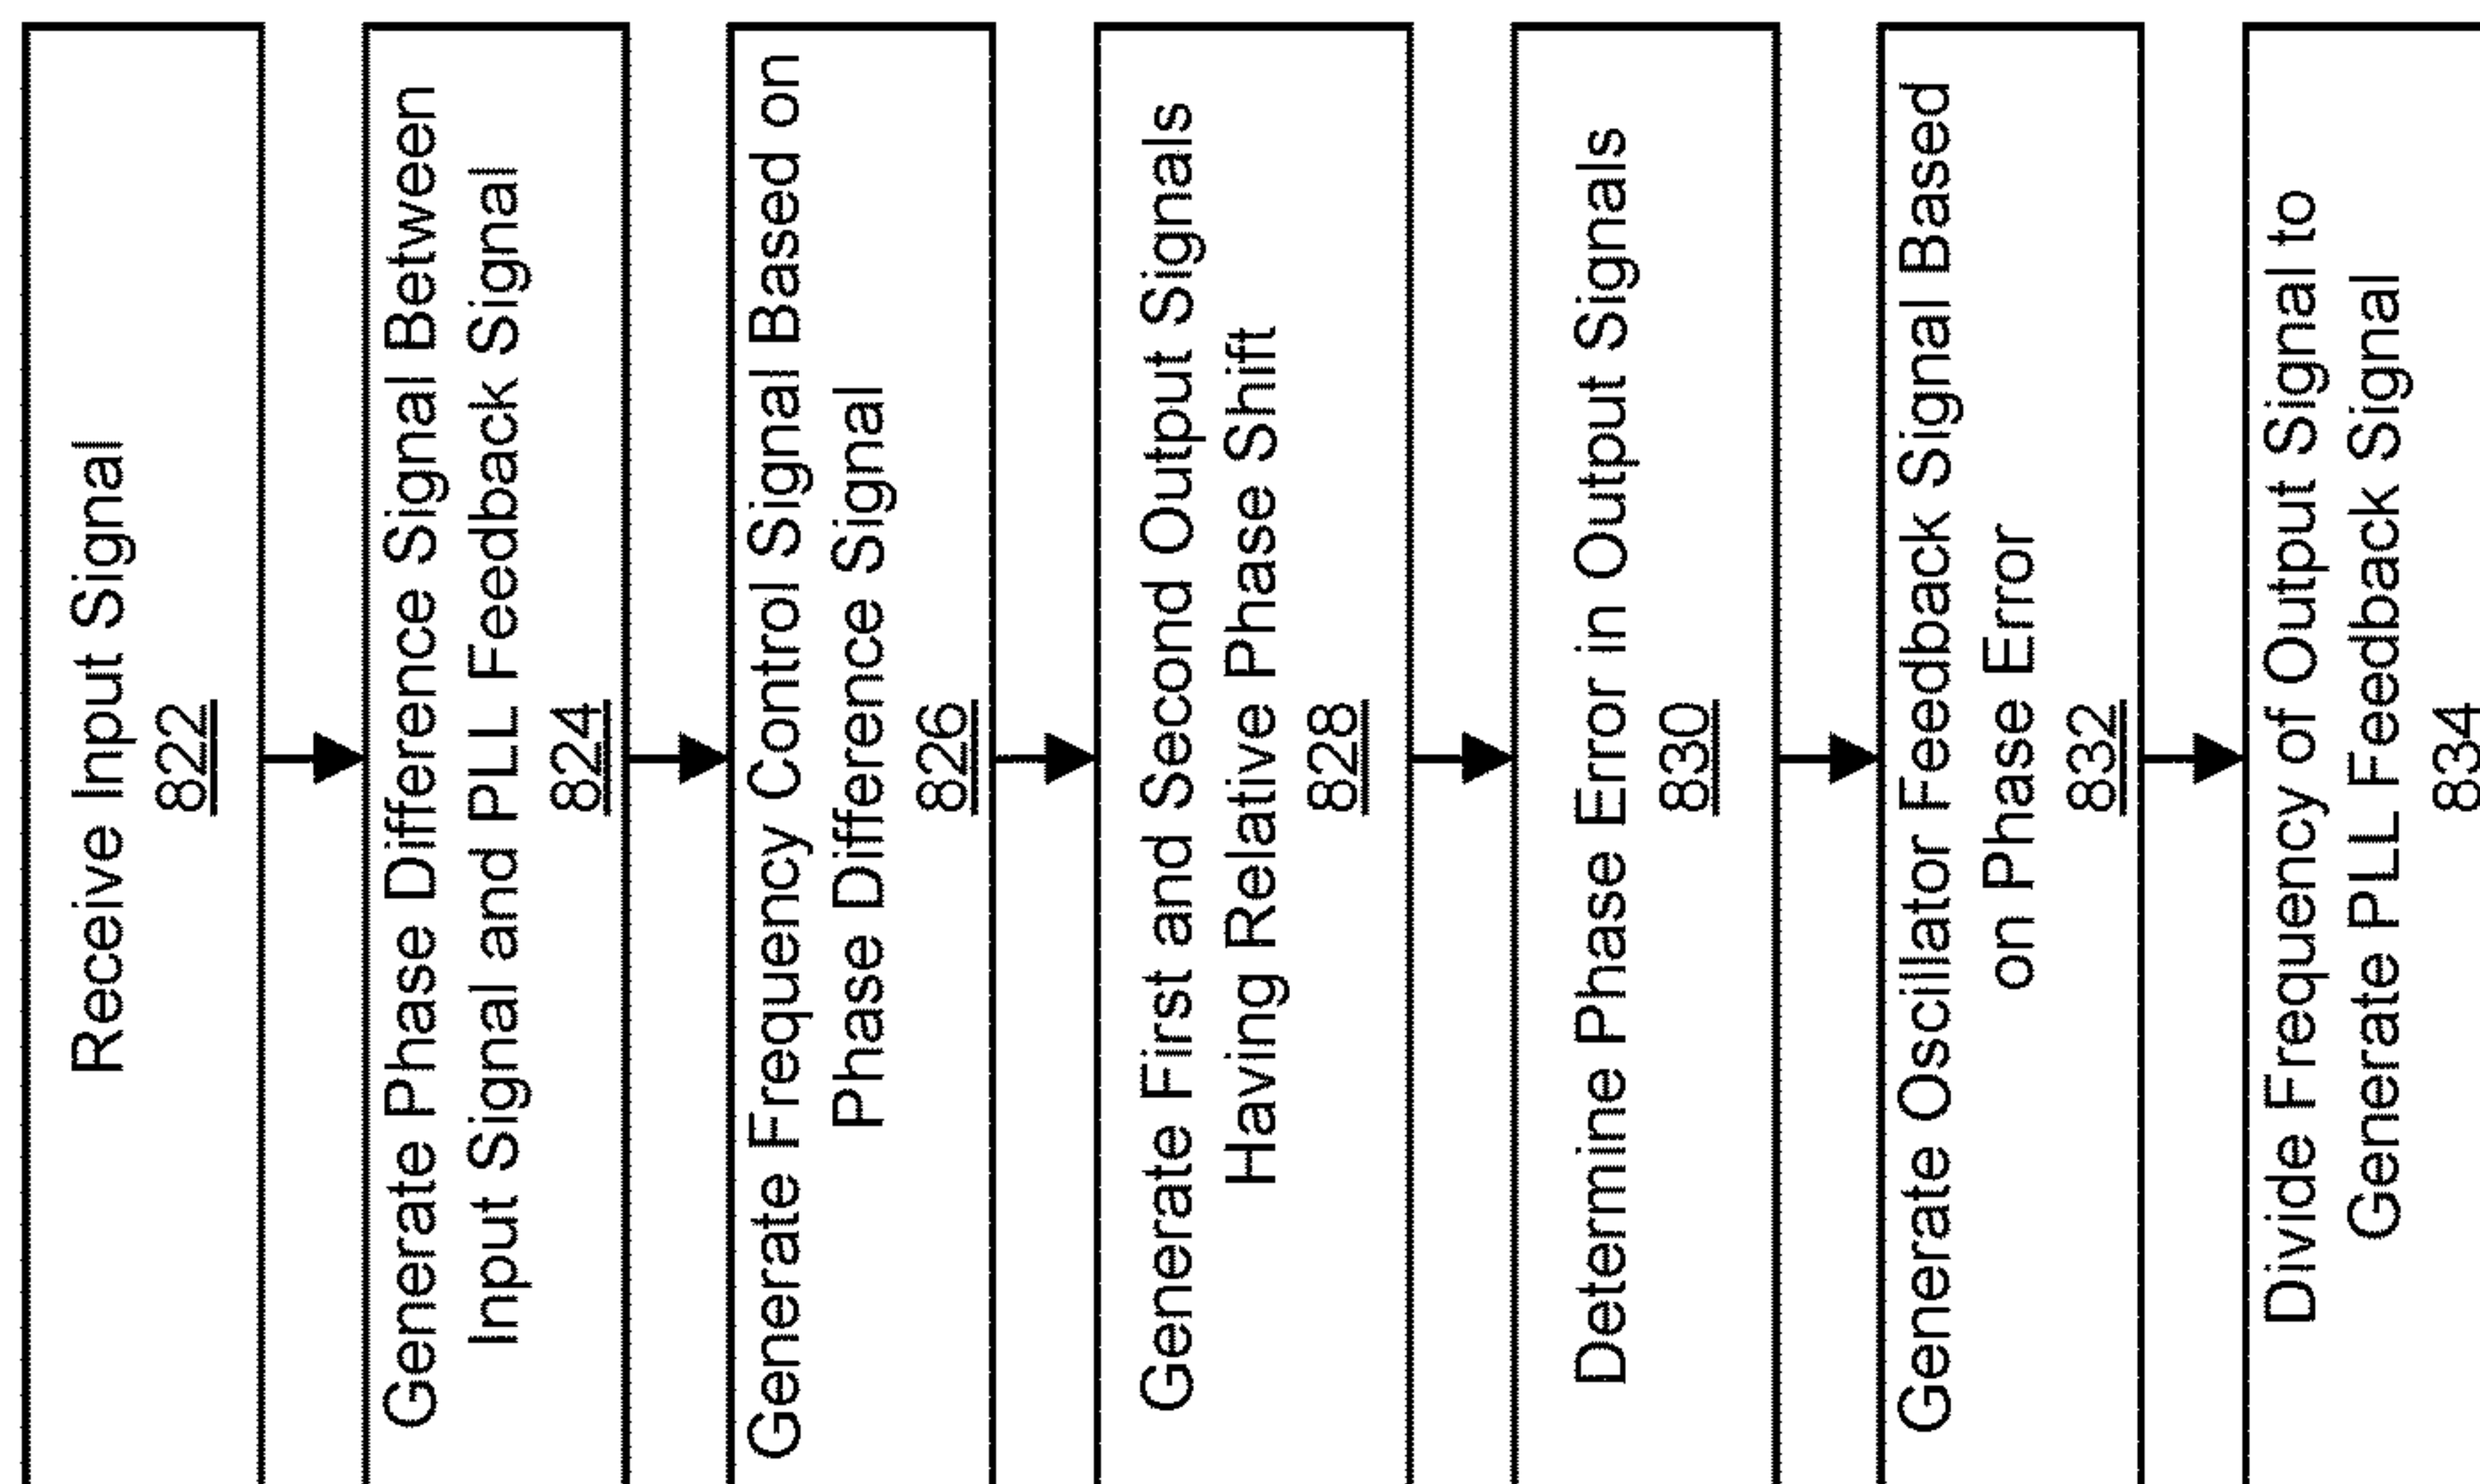 Receive Input Signal
822
Generate Phase Difference Signal Between
Input Signal and PLL Feedback Signal
824
Generate Frequency Control Signal Based on
Phase Difference Signal
826
Generate First and Second Output Signals
Having Relative Phase Shift
828
Determine Phase Error in Output Signals
830
Generate Oscillator Feedback Signal Based
on Phase Error
832
Divide Frequency of Output Signal to
Generate PLL Feedback Signal
834